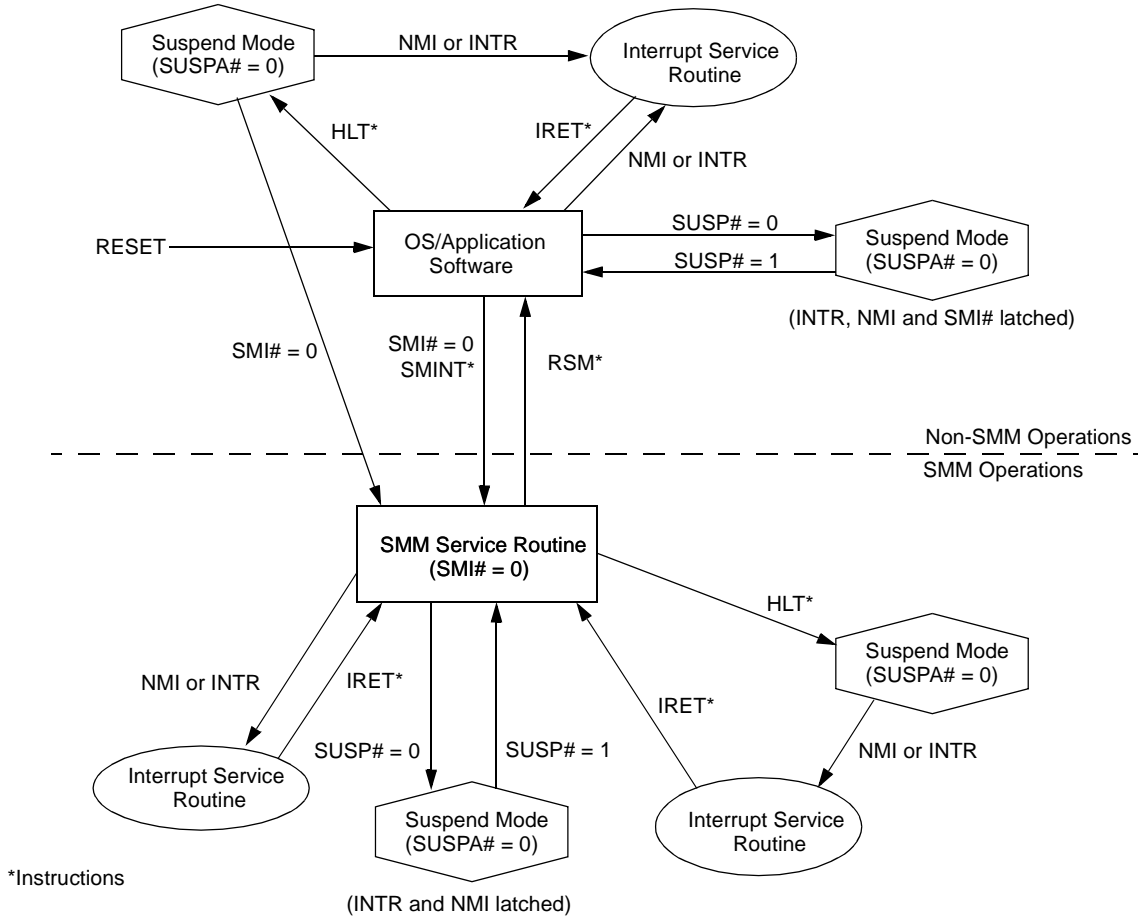 Suspend Mode
(SUSPA# = 0)
NMI or INTR
Interrupt Service
Routine
HLT*
IRET*
NMI or INTR
RESET
OS/Application
Software
SUSP# = 0
SUSP# = 1
Suspend Mode
(SUSPA# = 0)
(INTR, NMI and SMI# latched)
SMI# = 0
SMI# = 0
SMINT*
RSM*
Non-SMM Operations
SMM Operations
SMM Service Routine
(SMI# = 0)
HLT*
Suspend Mode
(SUSPA# = 0)
NMI or INTR
IRET*
IRET*
SUSP# = 0
SUSP# = 1
NMI or INTR
Interrupt Service
Routine
Suspend Mode
(SUSPA# = 0)
Interrupt Service
Routine
*Instructions
(INTR and NMI latched)